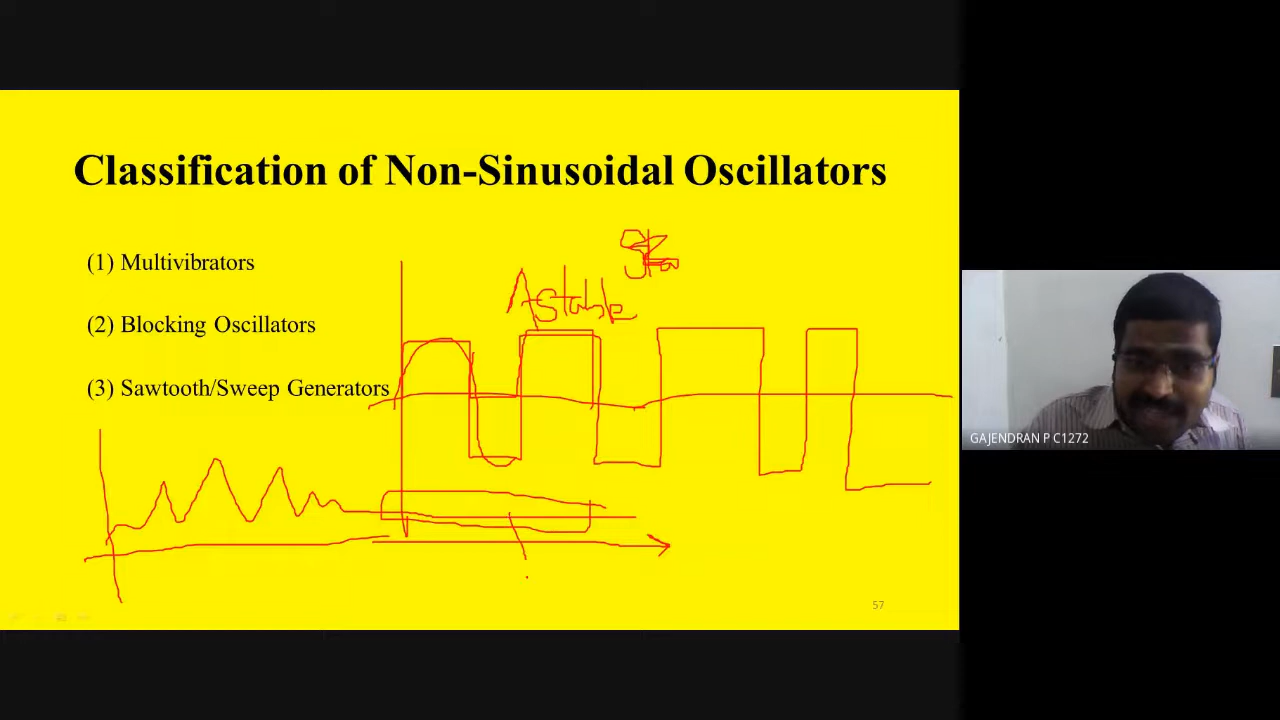 Classification of Non-Sinusoidal Oscillators
(1) Multivibrators
Astable
(2) Blocking Oscillators
(3) Sawtooth/Sweep Generators
GAJENDRAN P C1272
57